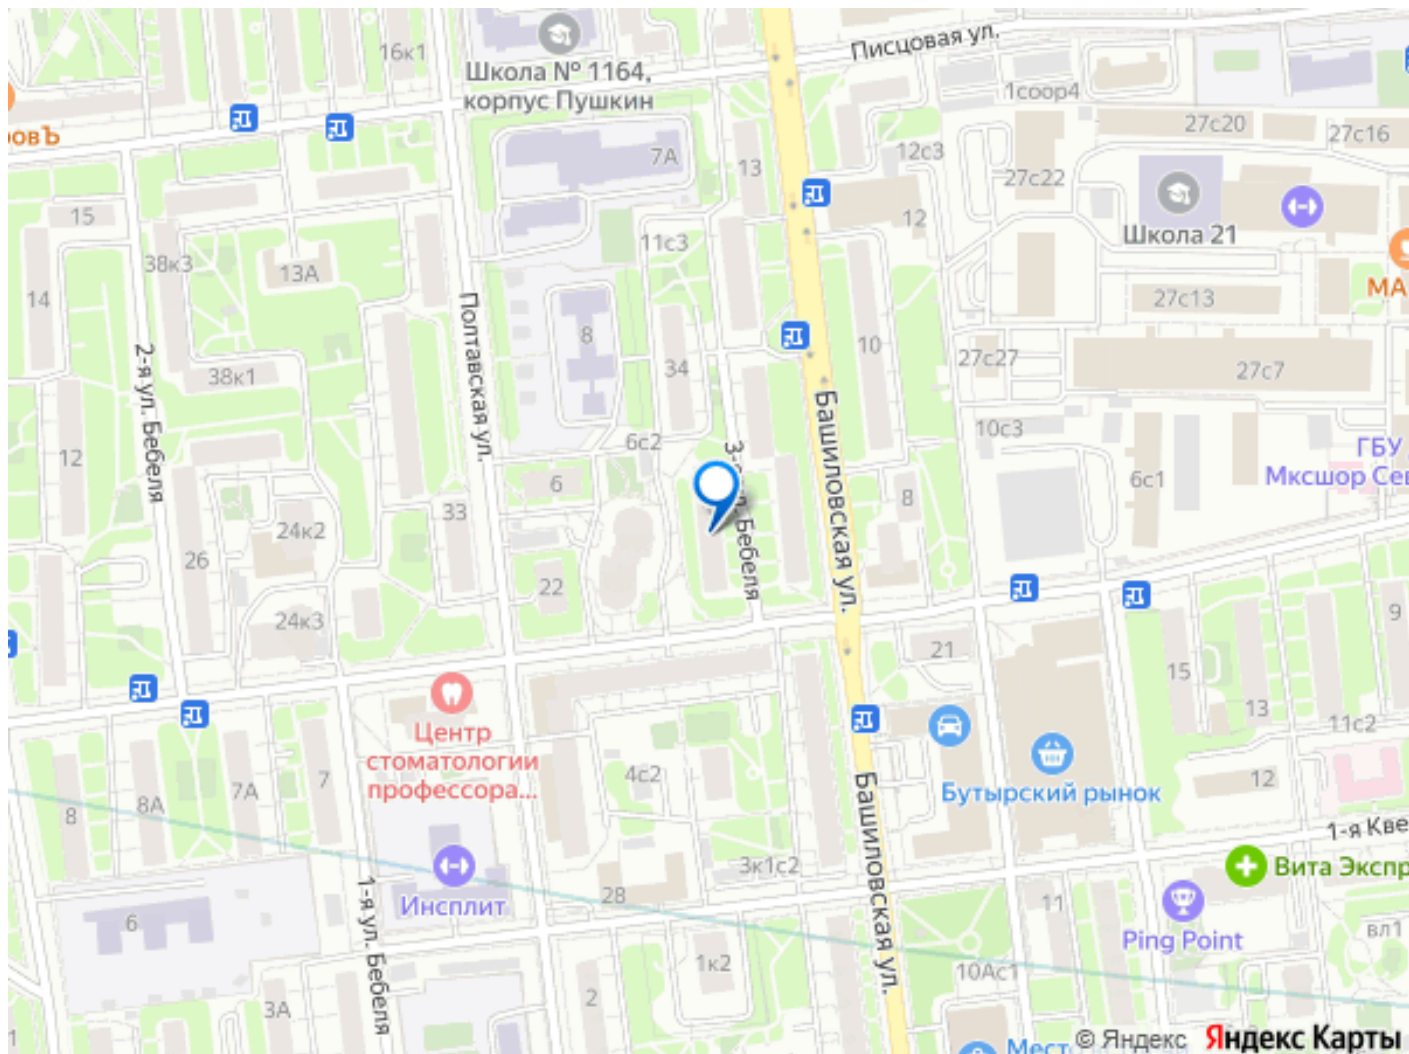 Писцовая ул.
16к1
Школа № 1164,
корпус Пушкин
1соор4
27с20
27с16
ровЪ
7А
13
12с3
27с22
15
12
Школа 21
11с3
38к3
13А
14
МА
27с13
Полтавская ул.
8
10
2-я ул. Бебеля
34
27с27
27с7
38к1
Башиловская ул.
10с3
6с2
ГБУ
Мксшор Сев
12
6
6с1
8
33
24к2
26
22
24к3
21
9
15
Центр
стоматологии
профессора...
13
11с2
7
4с2
12
Бутырский рынок
8А
7А
8
Башиловская ул.
1-я Кве
3к1с2
Вита Экспр
1-я ул. Бебеля
28
Инсплит
11
6
вл1
Ping Point
1к2
10Ас1
2
3А
1
© Яндекс Яндекс Карты